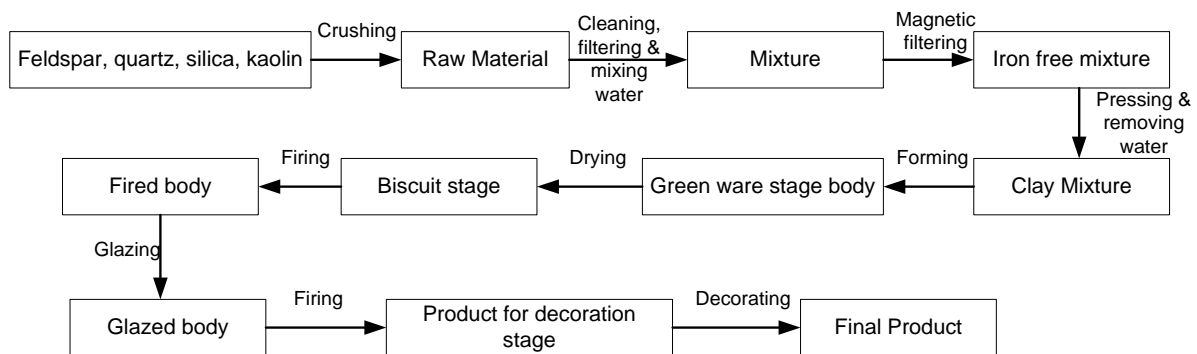 Feldspar, quartz, silica, kaolin
Crushing
Raw Material
Cleaning,
filtering &
mixing
water
Mixture
Magnetic
filtering
Iron free mixture
Pressing &
removing
water
Clay Mixture
Forming
Green ware stage body
Drying
Biscuit stage
Firing
Fired body
Glazing
Glazed body
Firing
Product for decoration
stage
Decorating
Final Product